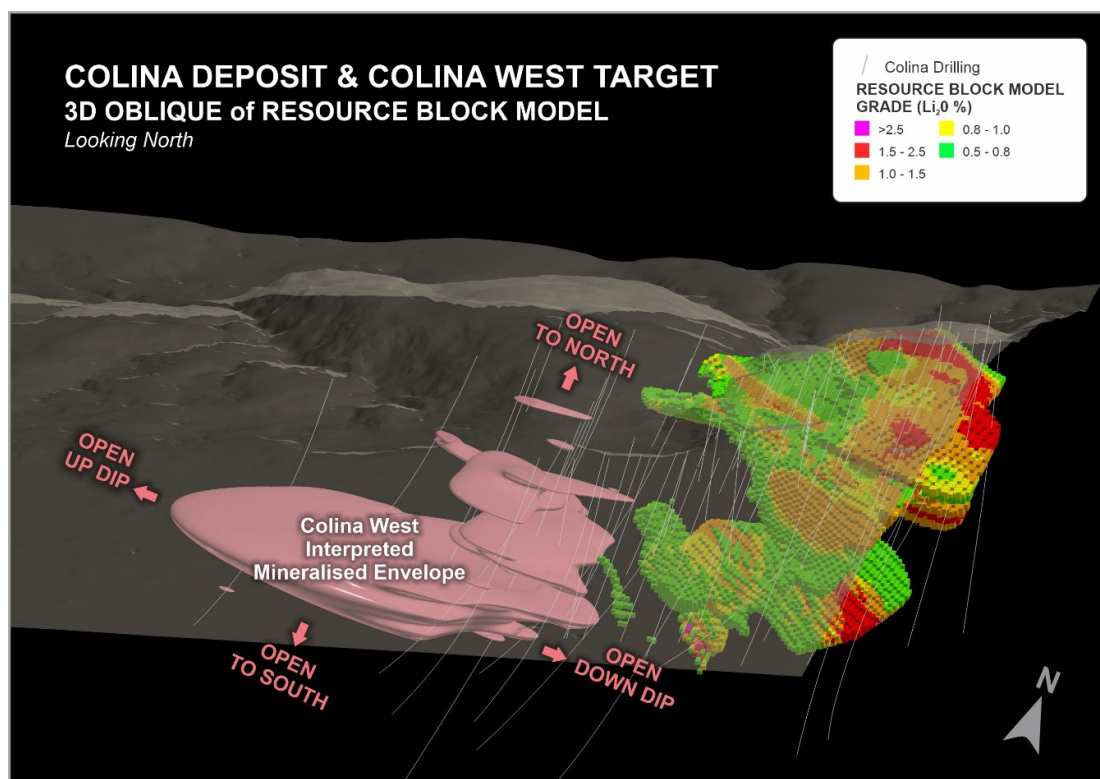 COLINA DEPOSIT & COLINA WEST TARGET
3D OBLIQUE of RESOURCE BLOCK MODEL
Looking North
Colina Drilling
RESOURCE BLOCK MODEL
GRADE (Li₂0 %)
>2.5
0.8 - 1.0
1.5 - 2.5
0.5 - 0.8
1.0 - 1.5
OPEN
TO NORTH
OPEN
UP DIP
Colina West
Interpreted
Mineralised Envelope
OPEN
TO SOUTH
OPEN
DOWN DIP
N